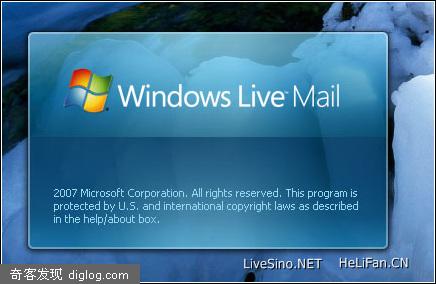 Windows Live™ Mail
2007 Microsoft Corporation. All rights reserved. This program is
protected by U.S. and international copyright laws as described
in the help/about box.
LiveSino.NET HeLiFan.CN
奇客发现 diglog.com